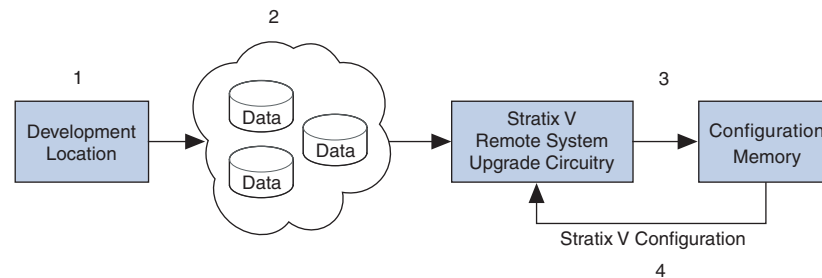 1
2
3
Development
Location
Data
Data
Data
Stratix V
Remote System
Upgrade Circuitry
Configuration
Memory
Stratix V Configuration
4